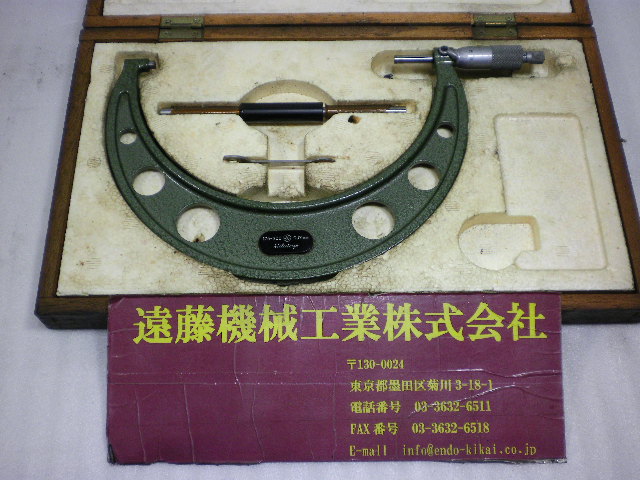 Mitutoyo
遠藤機械工業株式会社
〒130-0024
東京都墨田区菊川3-18-1
電話番号 03-3632-6511
FAX番号 03-3632-6518
E-mail info@endo-kikai.co.jp